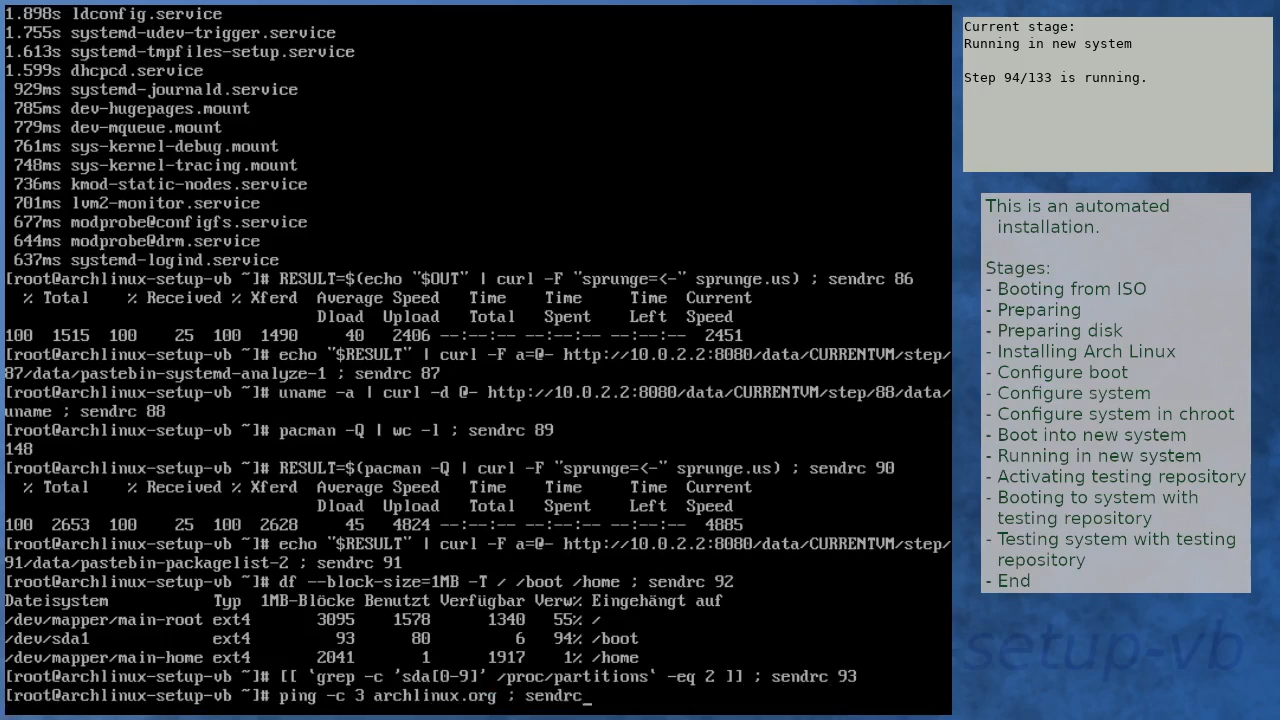 1.898s ldconfig.service
1.755s systemd-udev-trigger.service
1.613s systemd-tmpfiles-setup.service
1.599s dhcpcd.service
929ms systemd-journald.service
785ms dev-hugepages.mount
779ms dev-mqueue.mount
761ms sys-kernel-debug.mount
748ms sys-kernel-tracing.mount
736ms kmod-static-nodes.service
701ms lvm2-monitor.service
677ms modprobe@configfs.service
644ms modprobe@drm.service
637ms systemd-logind.service
[root@archlinux-setup-vb ~]# RESULT=$(echo "$OUT" | curl -F "sprunge=<-" sprunge.us) ; sendrc 86
% Total % Received % Xferd Average Speed Time Time Time Current
Dload Upload Total Spent Left Speed
100 1515 100 25 100 1490 40 2406 --:--:-- --:--:-- --:--:-- 2451
[root@archlinux-setup-vb ~]# echo "$RESULT" | curl -F a=@- http://10.0.2.2:8080/data/CURRENTVM/step/
87/data/pastebin-systemd-analyze-1 ; sendrc 87
[root@archlinux-setup-vb ~]# uname -a | curl -d @- http://10.0.2.2:8080/data/CURRENTVM/step/88/data/
uname ; sendrc 88
[root@archlinux-setup-vb ~]# pacman -Q | wc -l ; sendrc 89
148
[root@archlinux-setup-vb ~]# RESULT=$(pacman -Q | curl -F "sprunge=<-" sprunge.us) ; sendrc 90
% Total % Received % Xferd Average Speed Time Time Time Current
Dload Upload Total Spent Left Speed
100 2653 100 25 100 2628 45 4824 --:--:-- --:--:-- --:--:-- 4885
[root@archlinux-setup-vb ~]# echo "$RESULT" | curl -F a=@- http://10.0.2.2:8080/data/CURRENTVM/step/
91/data/pastebin-packagelist-2 ; sendrc 91
[root@archlinux-setup-vb ~]# df --block-size=1MB -T / /boot /home ; sendrc 92
Dateisystem Typ 1MB-Blöcke Benutzt Verfügbar Verw% Eingehängt auf
/dev/mapper/main-root ext4 3095 1578 1340 55% /
/dev/sda1 ext4 93 80 6 94% /boot
/dev/mapper/main-home ext4 2041 1 1917 1% /home
[root@archlinux-setup-vb ~]# [[ `grep -c 'sda[0-9]' /proc/partitions` -eq 2 ]] ; sendrc 93
[root@archlinux-setup-vb ~]# ping -c 3 archlinux.org ; sendrc_
Current stage:
Running in new system
Step 94/133 is running.
This is an automated
installation.
Stages:
- Booting from ISO
- Preparing
- Preparing disk
- Installing Arch Linux
- Configure boot
- Configure system
- Configure system in chroot
- Boot into new system
- Running in new system
- Activating testing repository
- Booting to system with
testing repository
- Testing system with testing
repository
- End
setup-vb